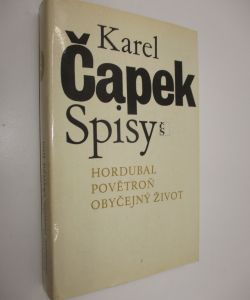 Karel
Čapek
Spisy
HORDUBAL
POVĚTROŇ
OBYČEJNÝ ŽIVOT